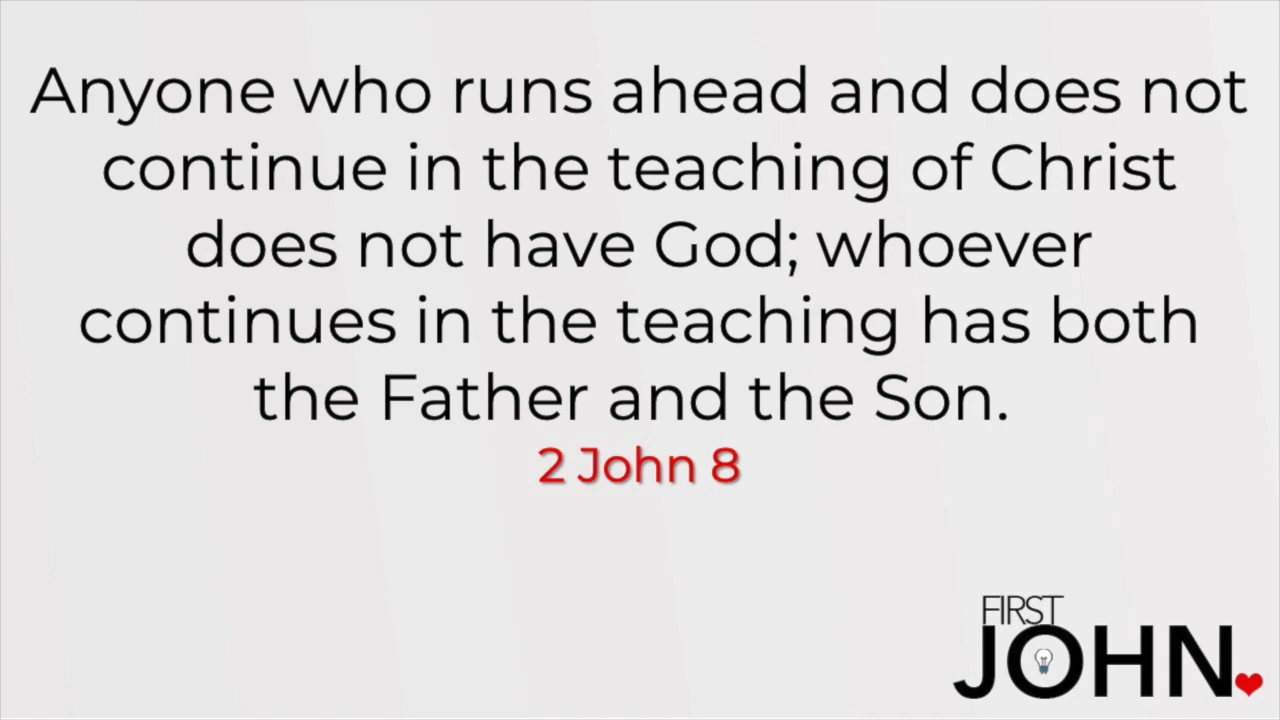 Anyone who runs ahead and does not
continue in the teaching of Christ
does not have God; whoever
continues in the teaching has both
the Father and the Son.
2 John 8
FIRST
JOHN